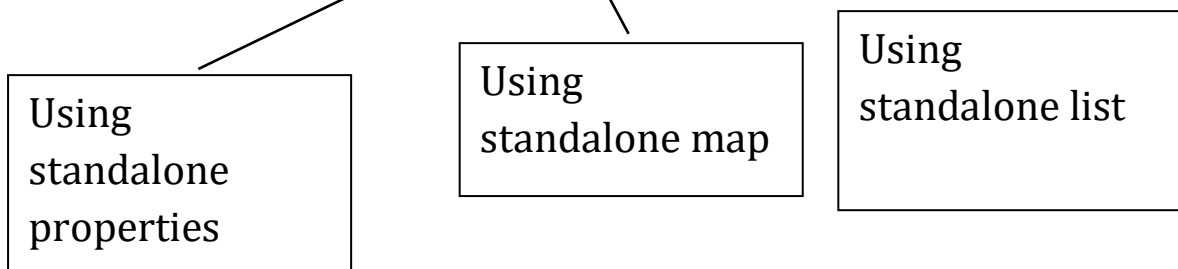 Using
standalone
properties
Using
standalone map
Using
standalone list